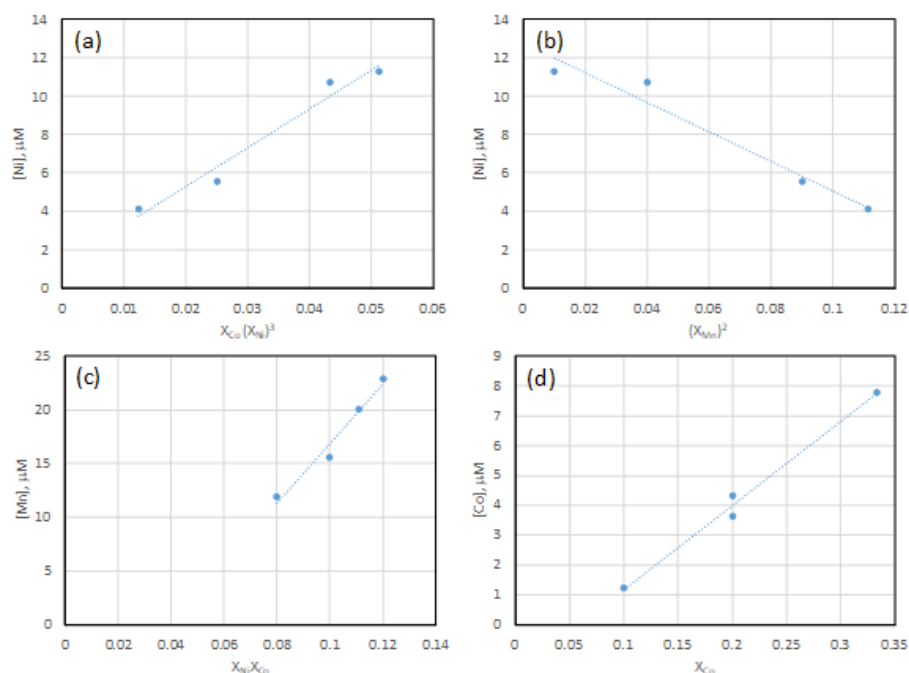 (a)
[Ni], µM
14
12
10
8
6
4
2
0
0 0.01 0.02 0.03 0.04 0.05 0.06
X_Co (X_Ni)³
(b)
[Ni], µM
14
12
10
8
6
4
2
0
0 0.02 0.04 0.06 0.08 0.1 0.12
(X_Mn)²
(c)
[Mn], µM
25
20
15
10
5
0
0 0.02 0.04 0.06 0.08 0.1 0.12 0.14
X_Ni X_Co
(d)
[Co], µM
9
8
7
6
5
4
3
2
1
0
0 0.05 0.1 0.15 0.2 0.25 0.3 0.35
X_Co